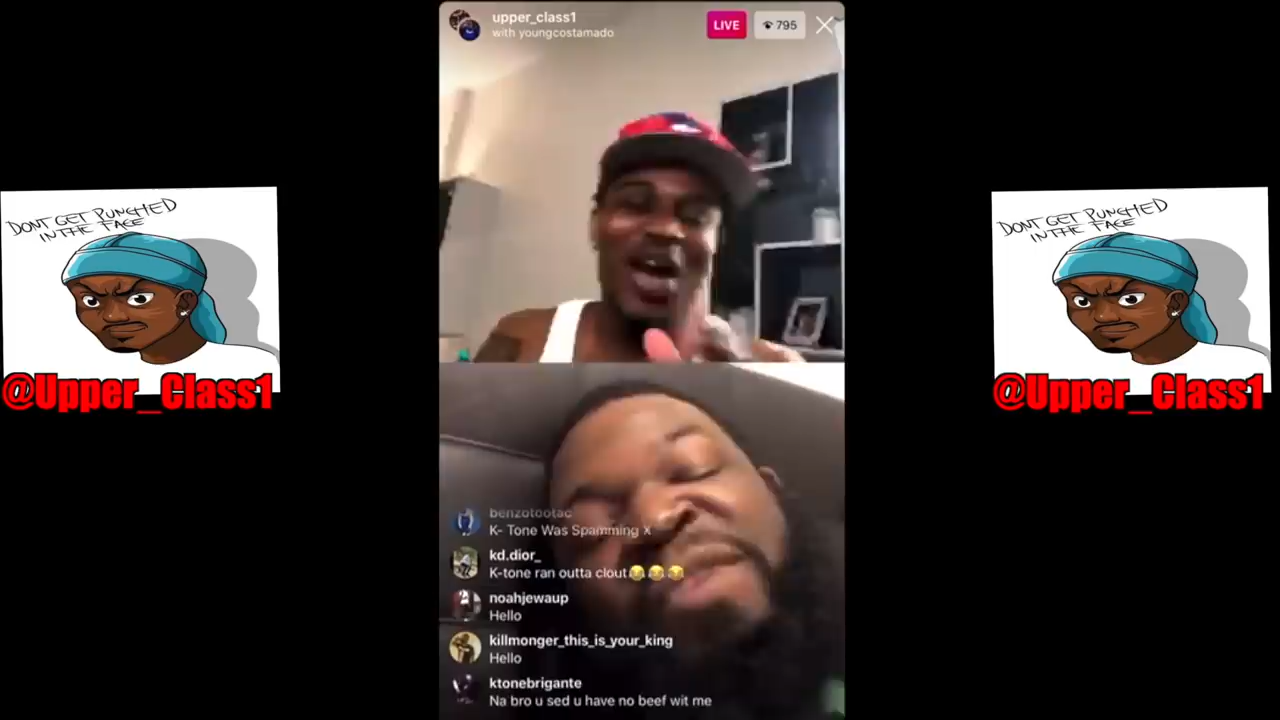 upper_class1
with youngcostamado
LIVE
795
DONT GET PUNCHED
IN THE FACE
@Upper_Class1
DONT GET PUNCHED
IN THE FACE
@Upper_Class1
benzotootac
K- Tone Was Spamming X
kd.dior_
K-tone ran outta clout😂😂😂
noahjewaup
Hello
killmonger_this_is_your_king
Hello
ktonebrigante
Na bro u sed u have no beef wit me